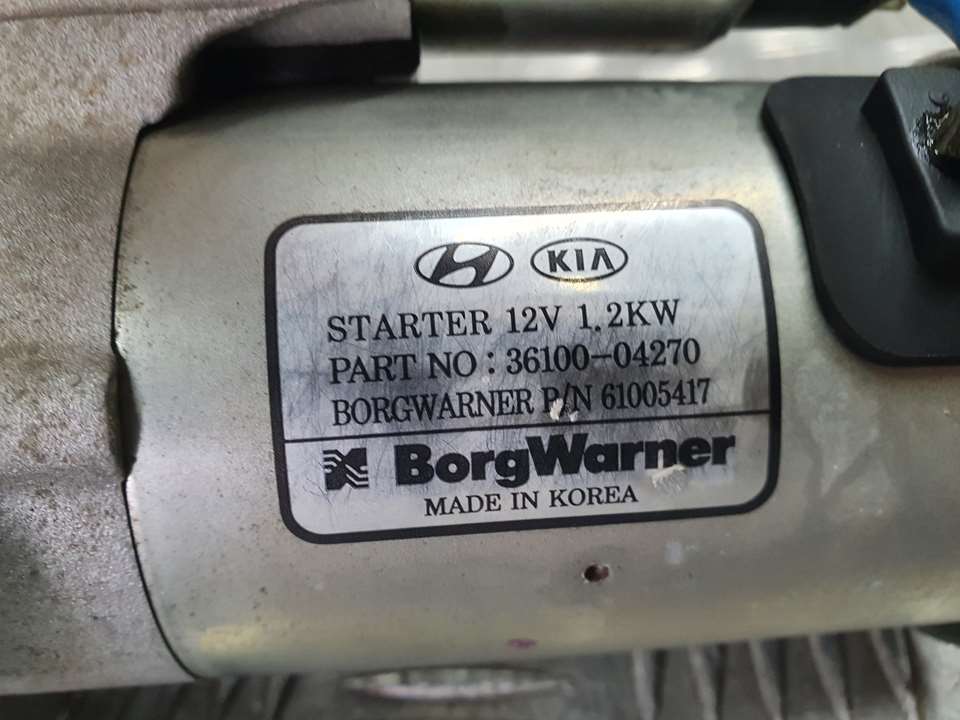 KIA
STARTER 12V 1.2KW
PART NO : 36100-04270
BORGWARNER P/N 61005417
BorgWarner
MADE IN KOREA